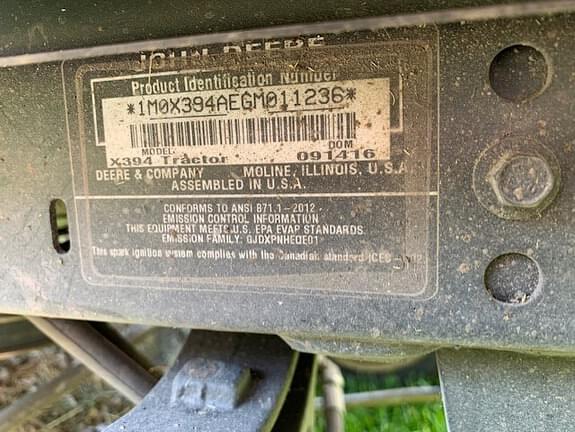 JOHN DEERE
Product Identification Number
*1M0X394AEGM011236*
MODEL DOM
X394 Tractor 091416
DEERE & COMPANY MOLINE, ILLINOIS, U.S.A.
ASSEMBLED IN U.S.A.
CONFORMS TO ANSI B71.1-2012
EMISSION CONTROL INFORMATION
THIS EQUIPMENT MEETS U.S. EPA EVAP STANDARDS
EMISSION FAMILY: GJDXPNHEQE01
This spark ignition system complies with the Canadian standard ICES-